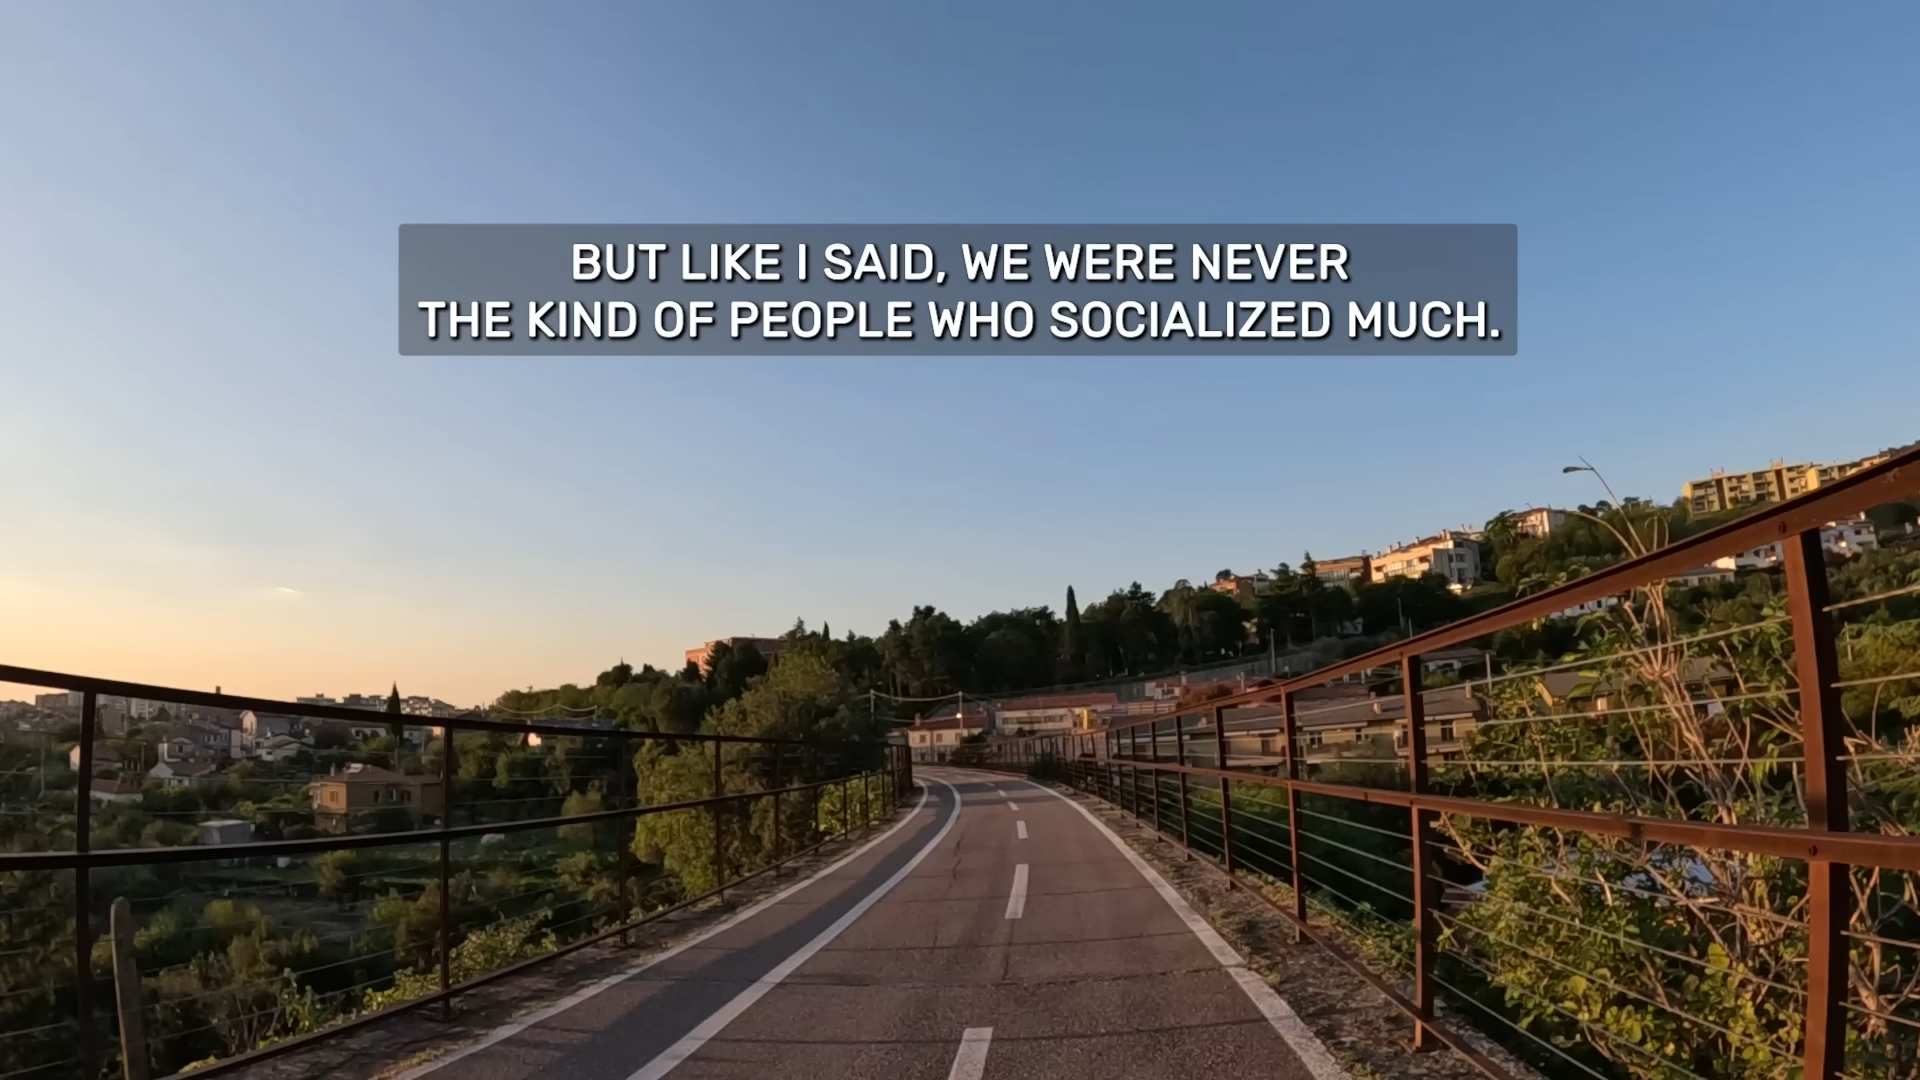 BUT LIKE I SAID, WE WERE NEVER
THE KIND OF PEOPLE WHO SOCIALIZED MUCH.